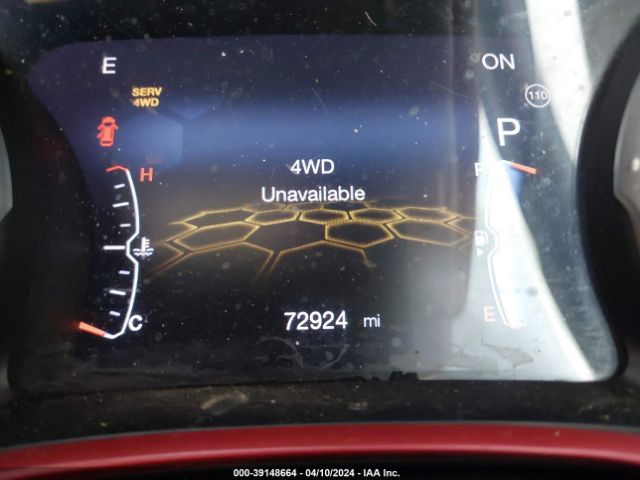 E
ON
SERV
4WD
110
P
H
4WD
Unavailable
F
E
C
72924 mi
000-39148664 - 04/10/2024 - IAA Inc.